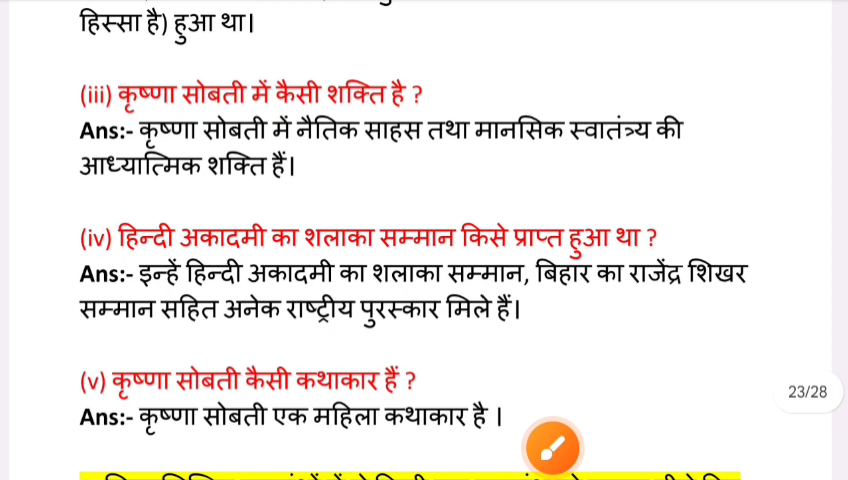 हिस्सा है) हुआ था।
(iii) कृष्णा सोबती में कैसी शक्ति है ?
Ans:- कृष्णा सोबती में नैतिक साहस तथा मानसिक स्वातंत्र्य की
आध्यात्मिक शक्ति हैं।
(iv) हिन्दी अकादमी का शलाका सम्मान किसे प्राप्त हुआ था ?
Ans:- इन्हें हिन्दी अकादमी का शलाका सम्मान, बिहार का राजेंद्र शिखर
सम्मान सहित अनेक राष्ट्रीय पुरस्कार मिले हैं।
(v) कृष्णा सोबती कैसी कथाकार हैं ?
23/28
Ans:- कृष्णा सोबती एक महिला कथाकार है ।